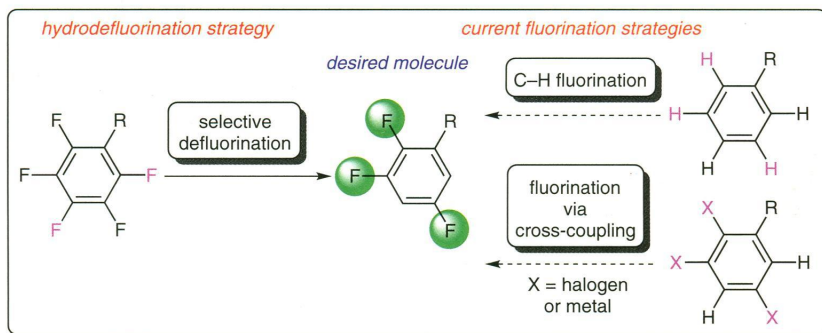 hydrodefluorination strategy
current fluorination strategies
desired molecule
selective
defluorination
C–H fluorination
fluorination
via
cross-coupling
X = halogen
or metal
F
R
F
F
F
F
F
R
F
F
H
R
H
H
H
H
X
R
X
H
H
X